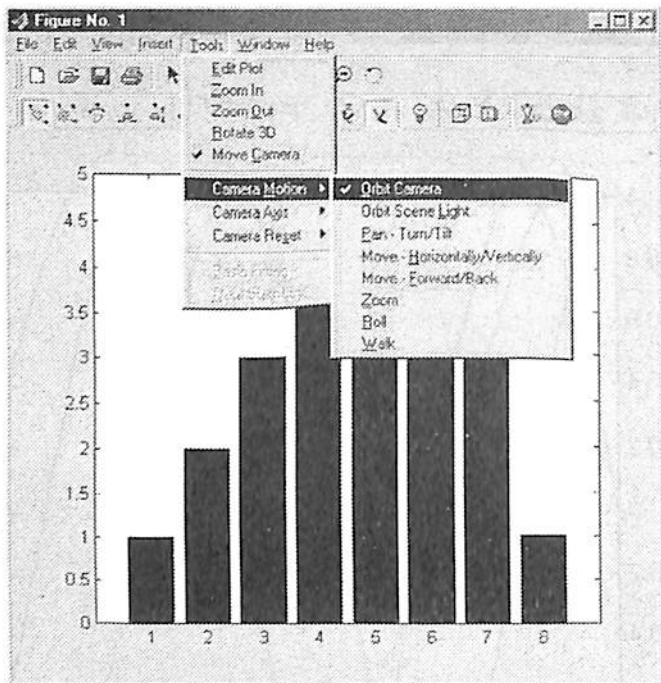 Figure No. 1
File Edit View Insert Tools Window Help
Edit Plot
Zoom In
Zoom Out
Rotate 3D
Move Camera
Camera Motion
Camera Axis
Camera Reset
Basic Fitting
Orbit Camera
Orbit Scene Light
Pan - Turn/Tilt
Move - Horizontally/Vertically
Move - Forward/Back
Zoom
Roll
Walk
5
4.5
4
3.5
3
2.5
2
1.5
1
0.5
0
1 2 3 4 5 6 7 8